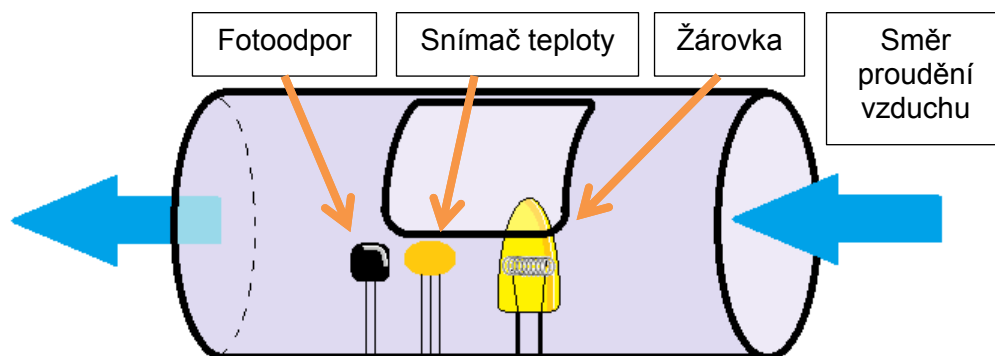 Fotoodpor
Snímač teploty
Žárovka
Směr
proudění
vzduchu